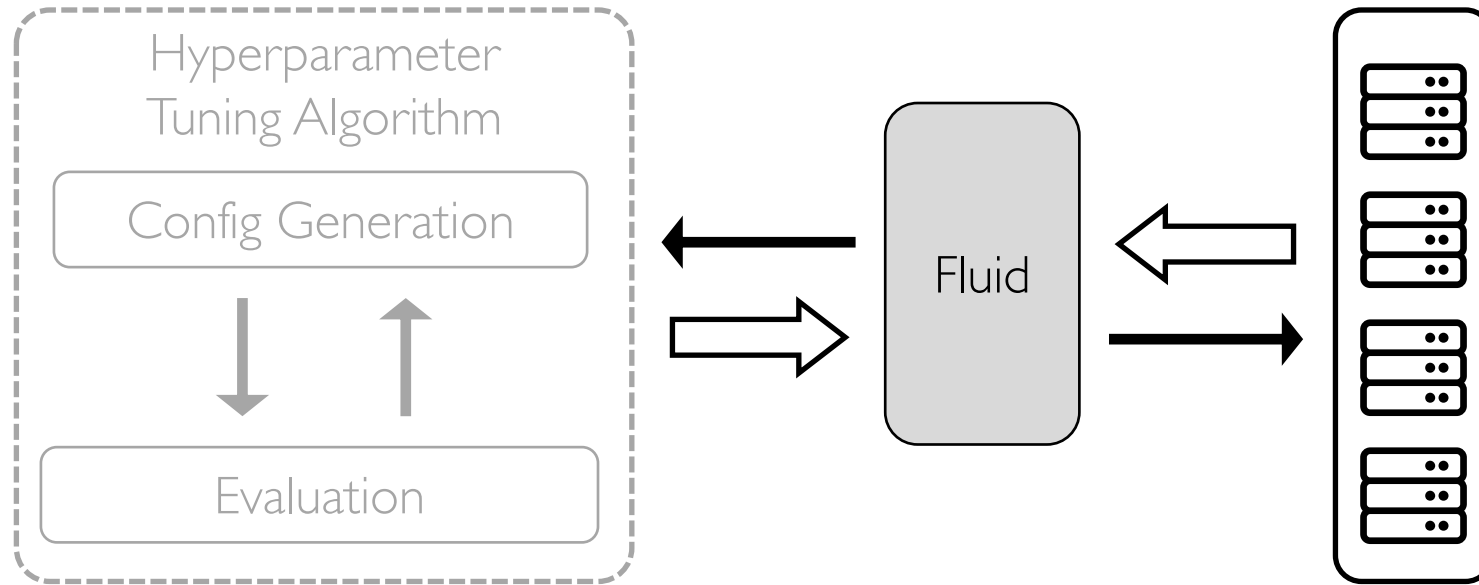 Hyperparameter
Tuning Algorithm
Config Generation
Evaluation
Fluid